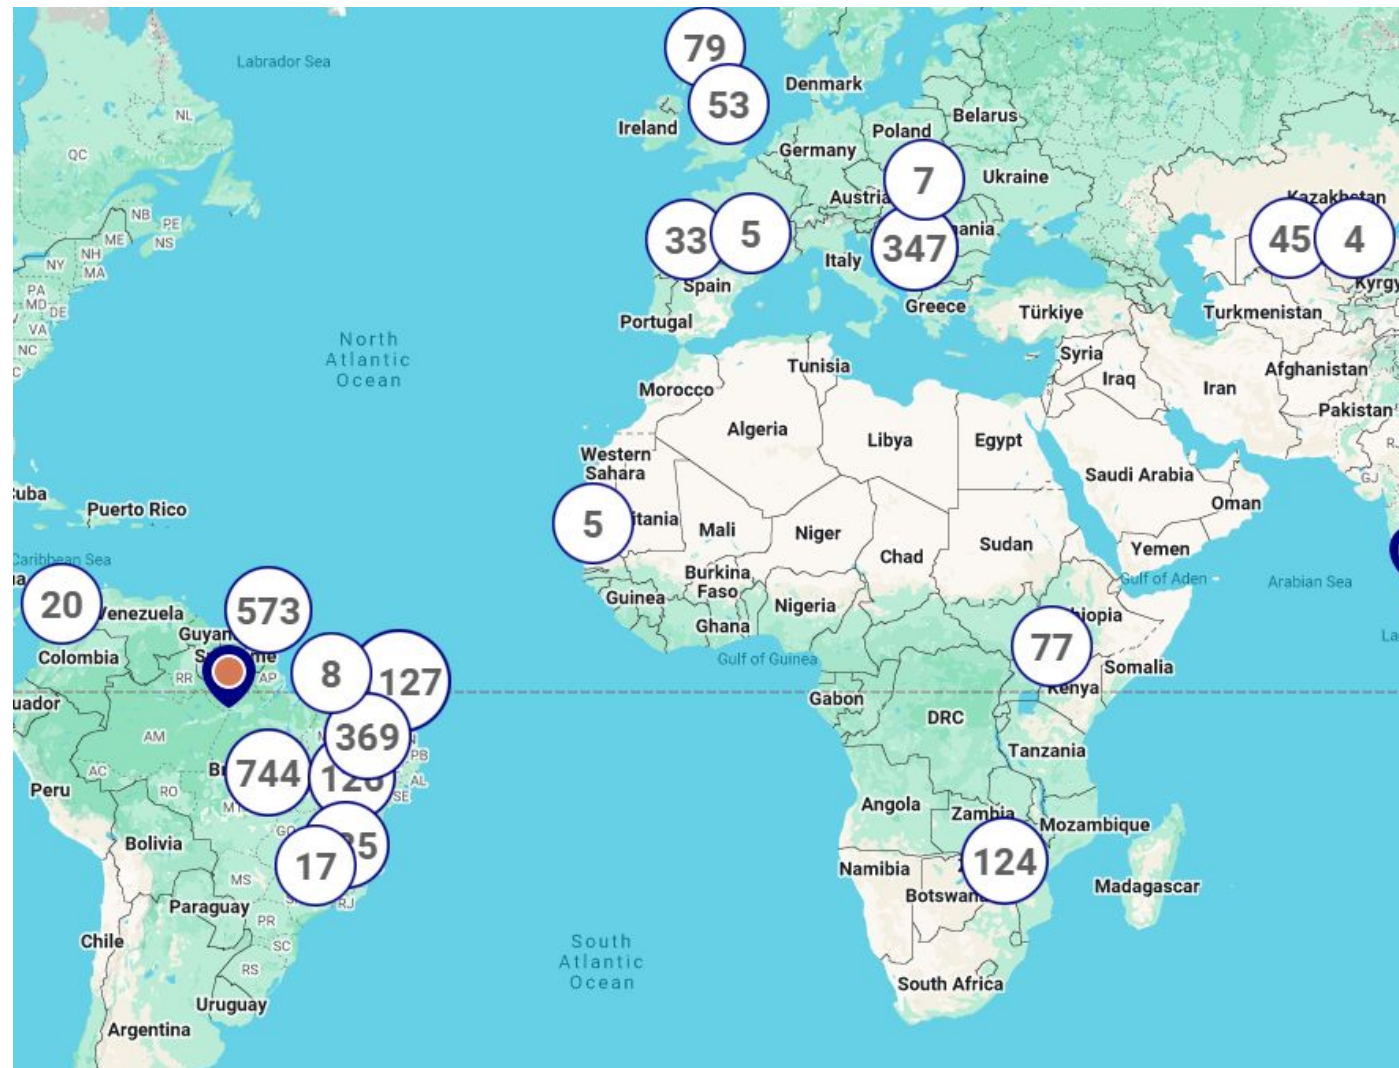 79
Labrador Sea
Denmark
53
NL
Belarus
Ireland
Poland
QC
Germany
7
Ukraine
Austria
Kazakhstan
NB
PE
ME
NS
33
5
347
45
4
NH
NY
MA
Italy
Spain
Kyrgy
PA
MD
DE
Greece
Türkiye
Turkmenistan
Portugal
VA
North
Atlantic
Ocean
NC
Syria
Tunisia
Iraq
Afghanistan
Morocco
Iran
Pakistan
Algeria
Libya
Egypt
Western
Sahara
Saudi Arabia
GJ
Puerto Rico
Oman
5
Mali
Niger
Sudan
Yemen
Chad
Caribbean Sea
Burkina
Faso
Gulf of Aden
Arabian Sea
20
Venezuela
573
Guinea
Nigeria
Ghana
Colombia
77
Gulf of Guinea
Somalia
RR
AP
8
127
Kenya
Gabon
DRC
AM
369
PB
Tanzania
AC
744
AL
Peru
RO
SE
Angola
Zambia
Mozambique
Bolivia
GO
17
124
Namibia
MS
Botswana
Madagascar
Paraguay
RJ
PR
Chile
SC
South
Atlantic
Ocean
RS
South Africa
Uruguay
Argentina